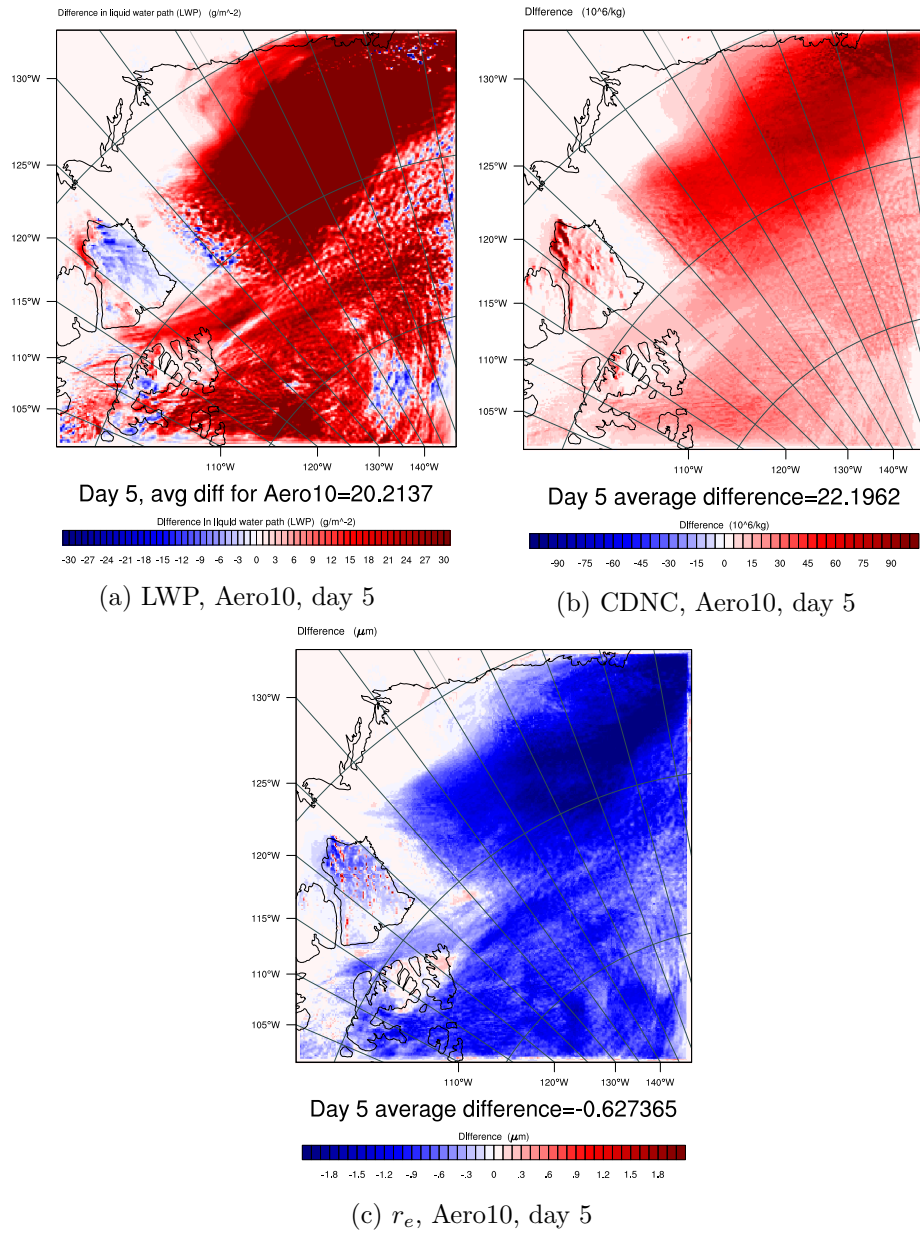 Difference in liquid water path (LWP) (g/m^-2)
130°W
125°W
120°W
115°W
110°W
105°W
110°W 120°W 130°W 140°W
Day 5, avg diff for Aero10=20.2137
Difference in liquid water path (LWP) (g/m^-2)
-30 -27 -24 -21 -18 -15 -12 -9 -6 -3 0 3 6 9 12 15 18 21 24 27 30
(a) LWP, Aero10, day 5
Difference (10^6/kg)
130°W
125°W
120°W
115°W
110°W
105°W
110°W 120°W 130°W 140°W
Day 5 average difference=22.1962
Difference (10^6/kg)
-90 -75 -60 -45 -30 -15 0 15 30 45 60 75 90
(b) CDNC, Aero10, day 5
Difference (µm)
130°W
125°W
120°W
115°W
110°W
105°W
110°W 120°W 130°W 140°W
Day 5 average difference=-0.627365
Difference (µm)
-1.8 -1.5 -1.2 -.9 -.6 -.3 0 .3 .6 .9 1.2 1.5 1.8
(c) r_e, Aero10, day 5